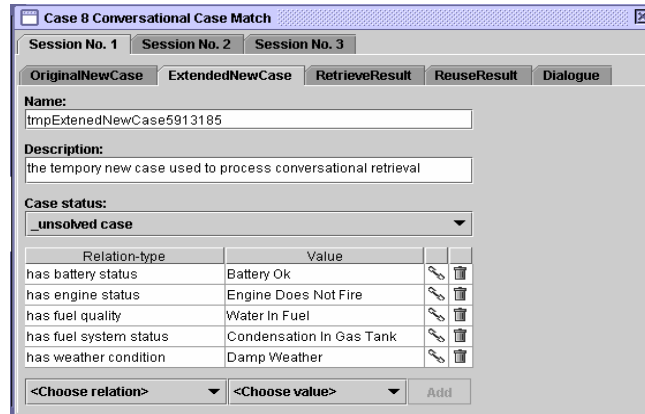 Case 8 Conversational Case Match
Session No. 1 Session No. 2 Session No. 3
OriginalNewCase ExtendedNewCase RetrieveResult ReuseResult Dialogue
Name:
tmpExtenedNewCase5913185
Description:
the tempory new case used to process conversational retrieval
Case status:
_unsolved case
Relation-type Value
has battery status Battery Ok
has engine status Engine Does Not Fire
has fuel quality Water In Fuel
has fuel system status Condensation In Gas Tank
has weather condition Damp Weather
<Choose relation> <Choose value> Add